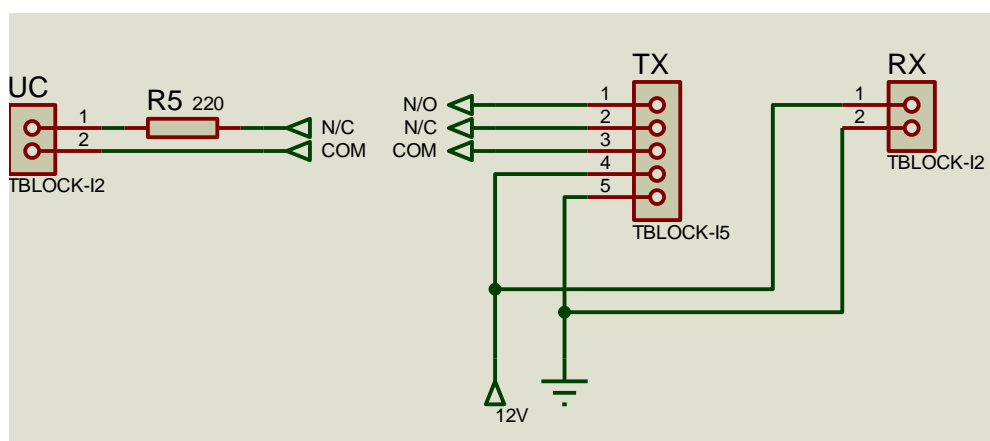 UC
1
2
TBLOCK-I2
R5 220
N/C
COM
N/O
N/C
COM
TX
1
2
3
4
5
TBLOCK-I5
RX
1
2
TBLOCK-I2
12V